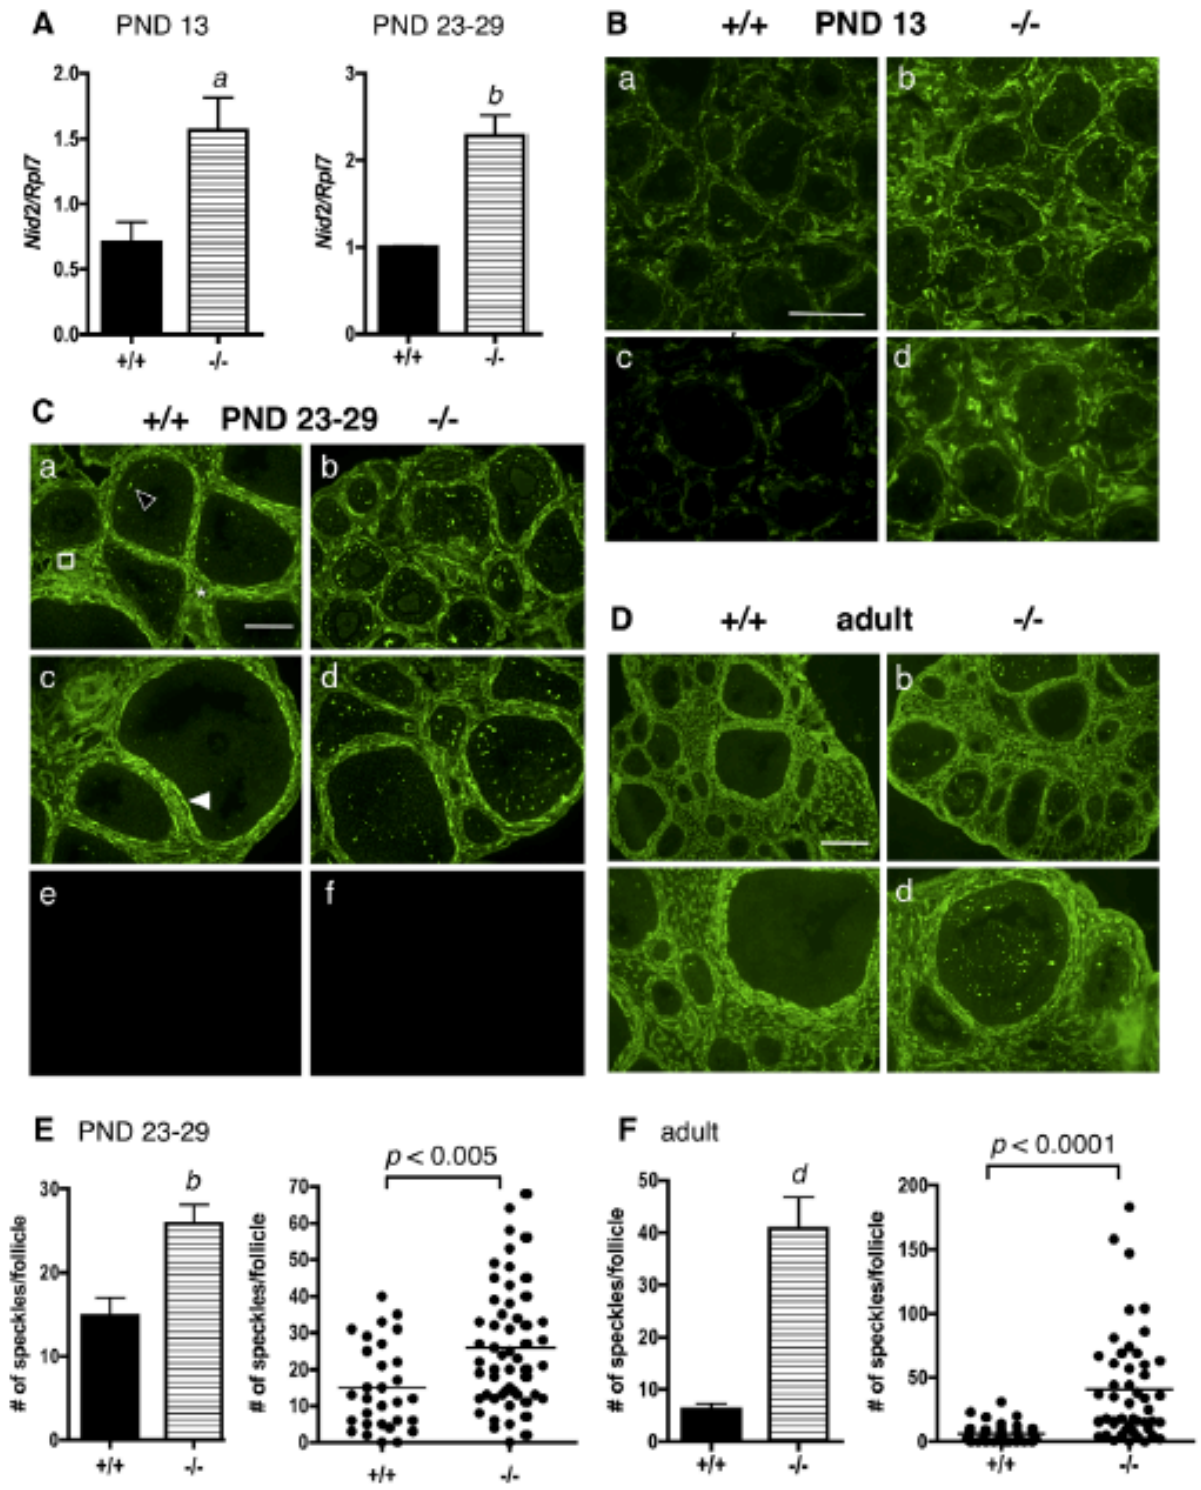 A PND 13 PND 23-29
2.0
1.5
1.0
0.5
0.0
Nid2/Rpl7
a
+/+ -/-
3
2
1
0
Nid2/Rpl7
b
+/+ -/-
B +/+ PND 13 -/-
a b
c d
C +/+ PND 23-29 -/-
a b
*
c d
e f
D +/+ adult -/-
b
d
E PND 23-29
30
20
10
0
# of speckles/follicle
b
+/+ -/-
p < 0.005
70
60
50
40
30
20
10
0
# of speckles/follicle
+/+ -/-
F adult
50
40
30
20
10
0
# of speckles/follicle
d
+/+ -/-
p < 0.0001
200
150
100
50
0
# of speckles/follicle
+/+ -/-